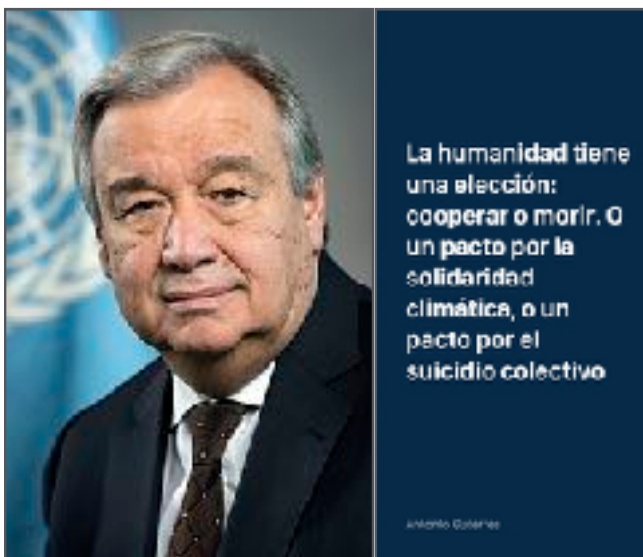 La humanidad tiene
una elección:
cooperar o morir. O
un pacto por la
solidaridad
climática, o un
pacto por el
suicidio colectivo
Antonio Guterres